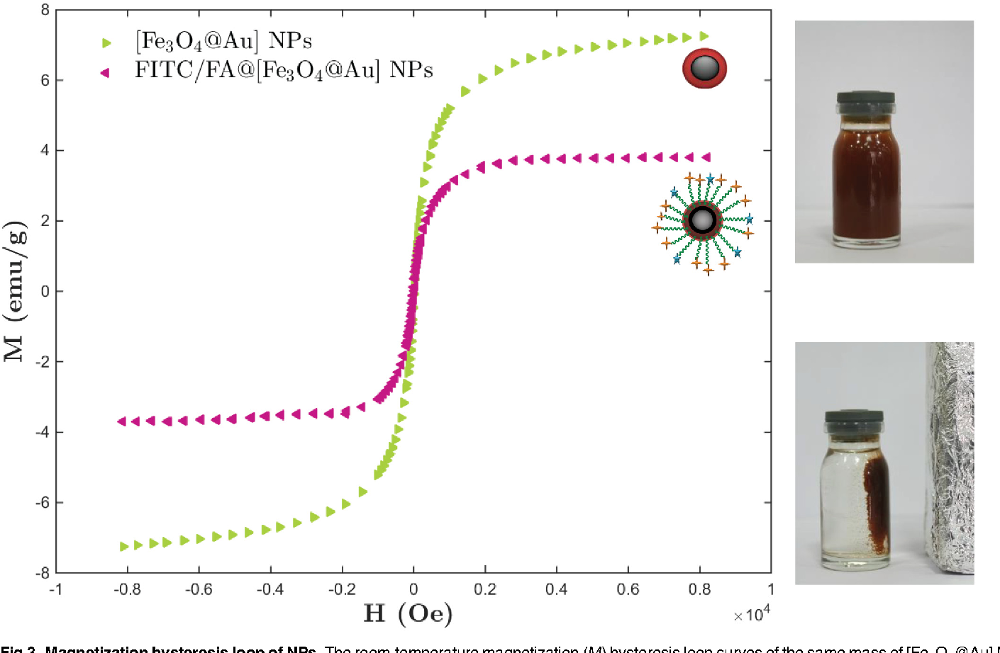 8
6
4
2
0
-2
-4
-6
-8
M (emu/g)
[Fe₃O₄@Au] NPs
FITC/FA@[Fe₃O₄@Au] NPs
-1 -0.8 -0.6 -0.4 -0.2 0 0.2 0.4 0.6 0.8 1
H (Oe)
×10⁴
Fig 3. Magnetization hysteresis loop of NPs. The room temperature magnetization (M) hysteresis loop curves of the same mass of [Fe₃O₄@Au]